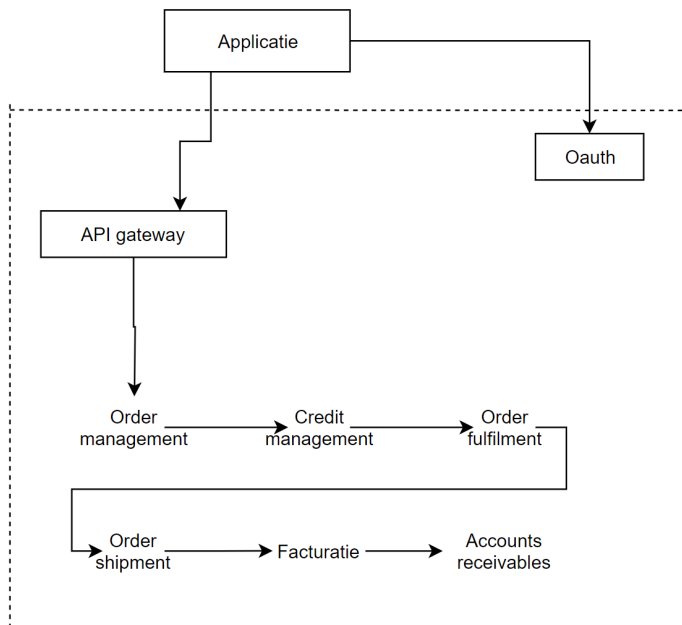 Applicatie
Oauth
API gateway
Order
management
Credit
management
Order
fulfilment
Order
shipment
Facturatie
Accounts
receivables